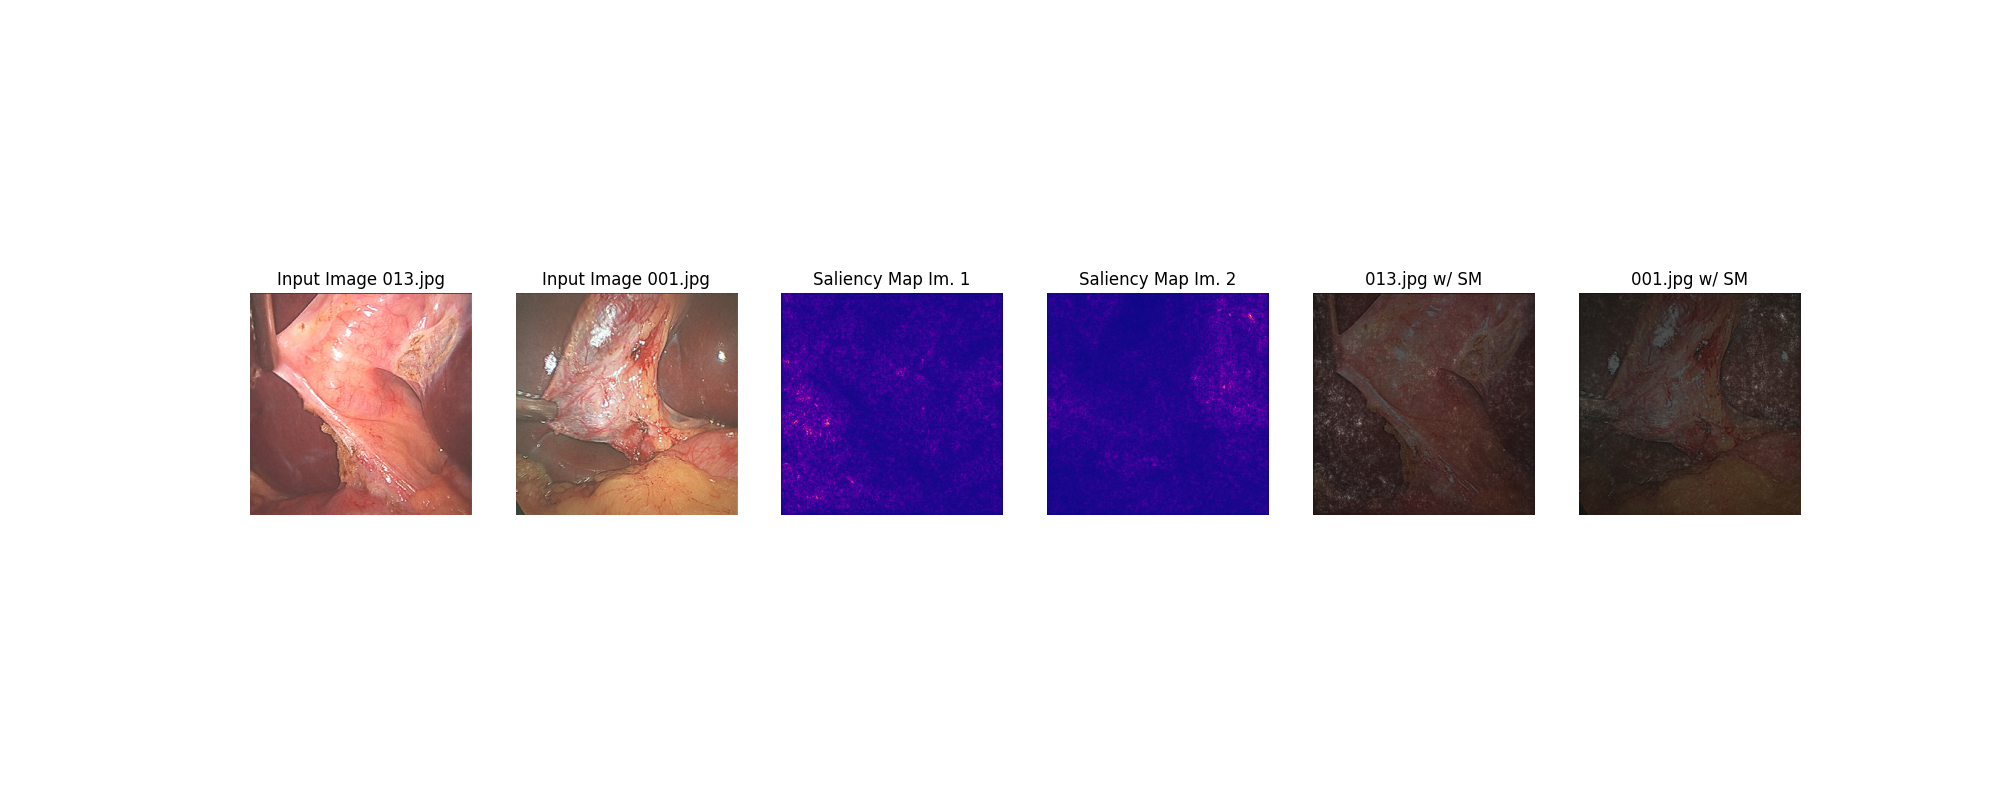 Input Image 013.jpg
Input Image 001.jpg
Saliency Map Im. 1
Saliency Map Im. 2
013.jpg w/ SM
001.jpg w/ SM